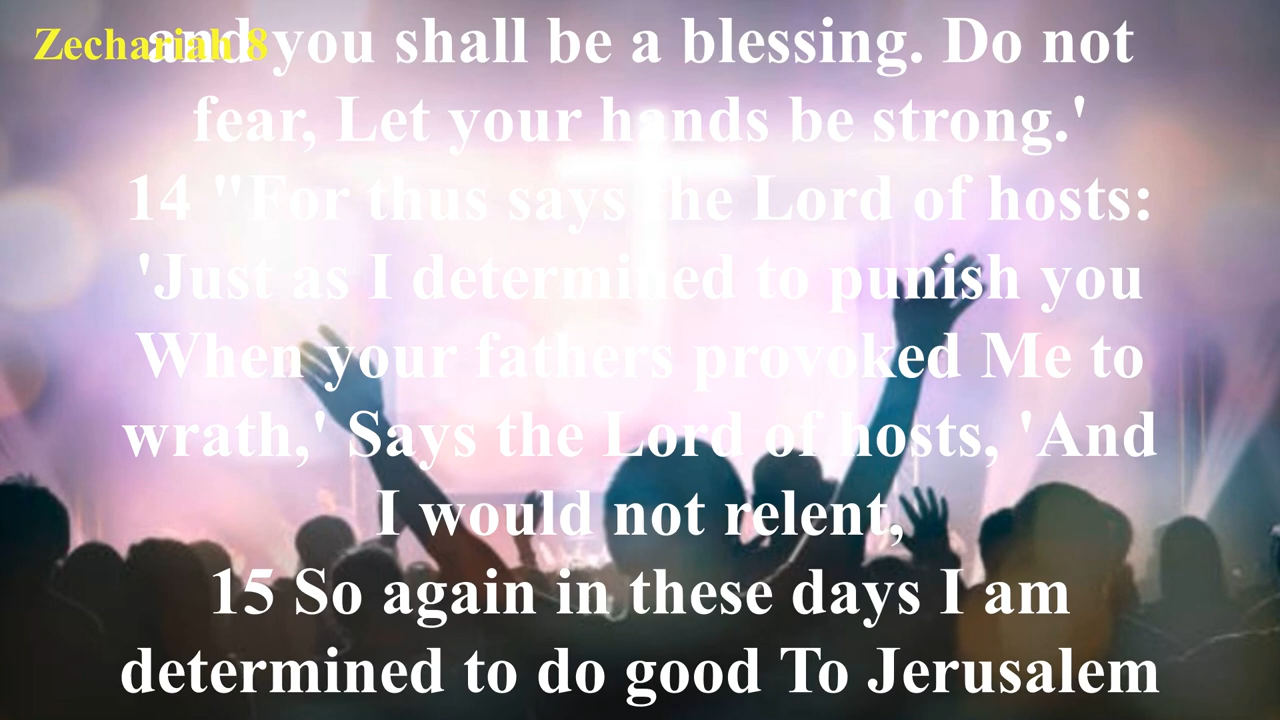 Zechariah 8
and you shall be a blessing. Do not
fear, Let your hands be strong.'
14 "For thus says the Lord of hosts:
'Just as I determined to punish you
When your fathers provoked Me to
wrath,' Says the Lord of hosts, 'And
I would not relent,
15 So again in these days I am
determined to do good To Jerusalem